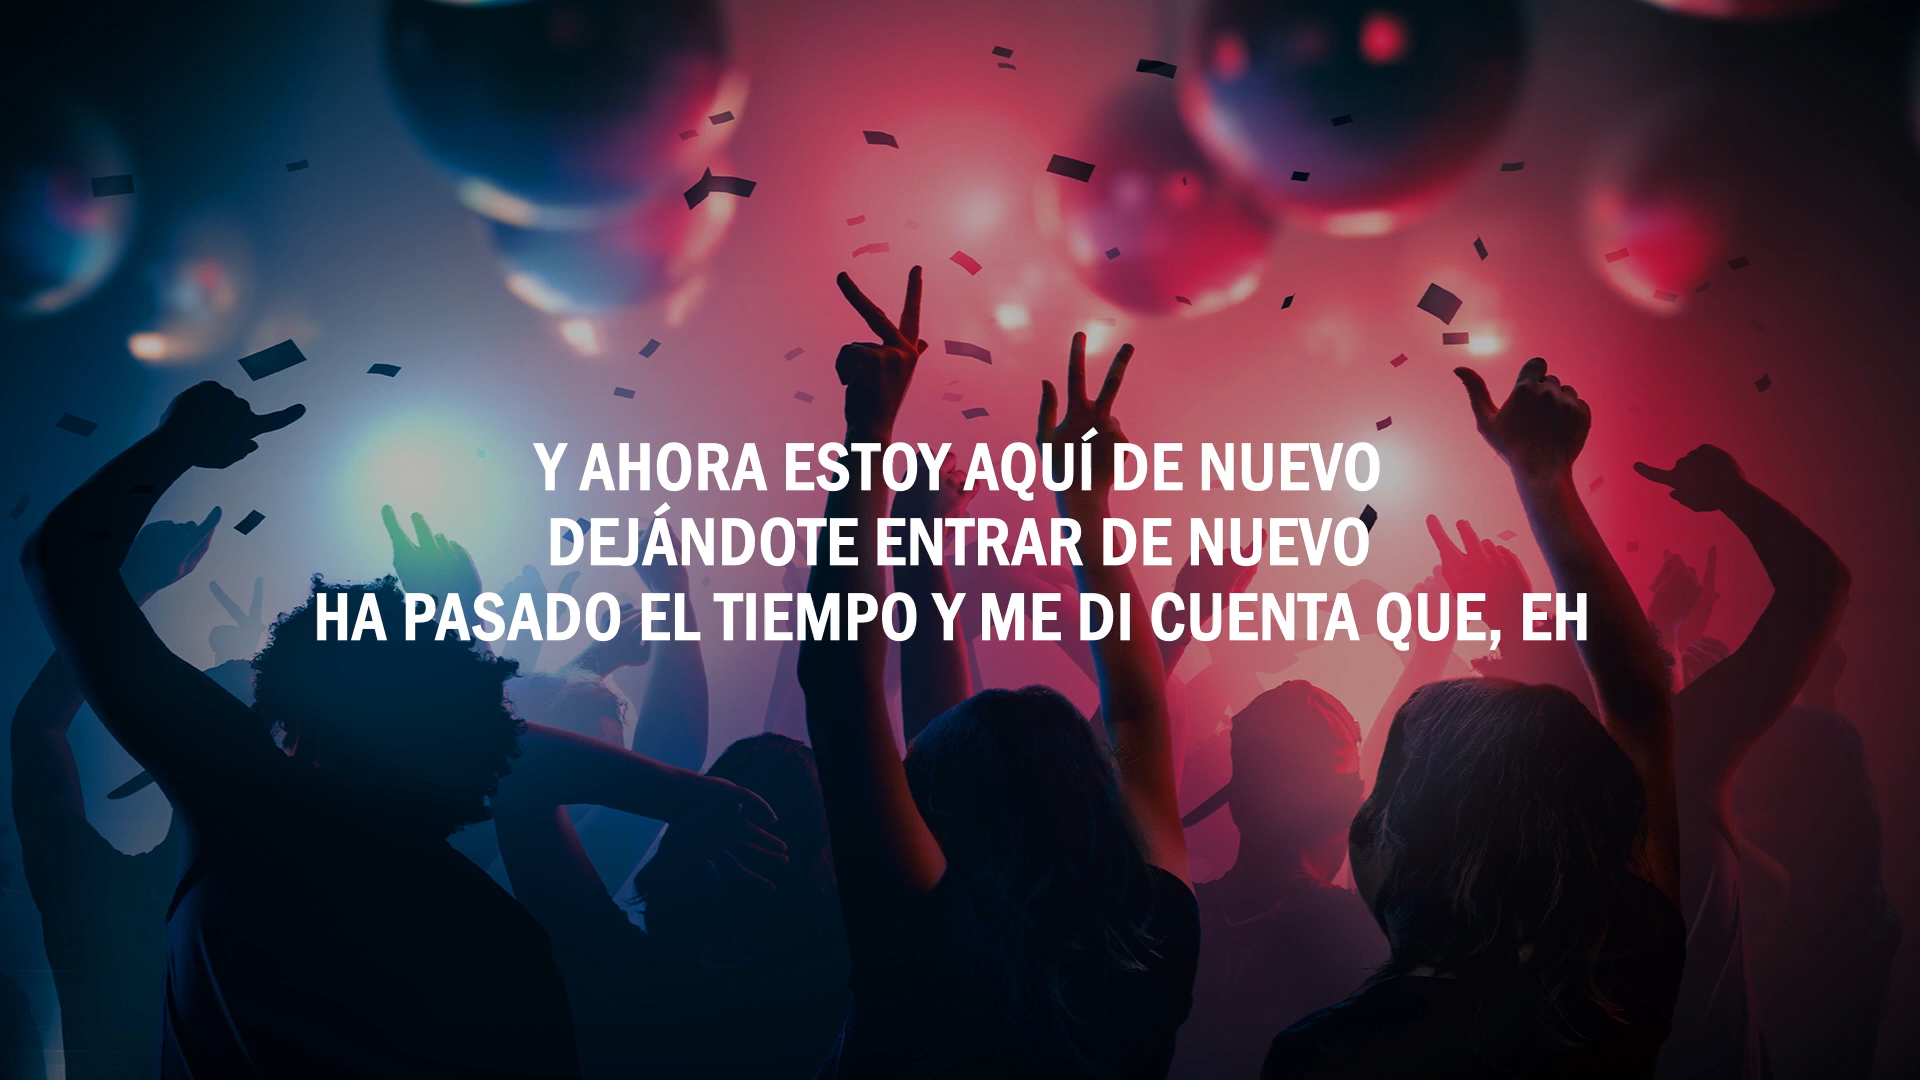 Y AHORA ESTOY AQUÍ DE NUEVO
DEJÁNDOTE ENTRAR DE NUEVO
HA PASADO EL TIEMPO Y ME DI CUENTA QUE, EH